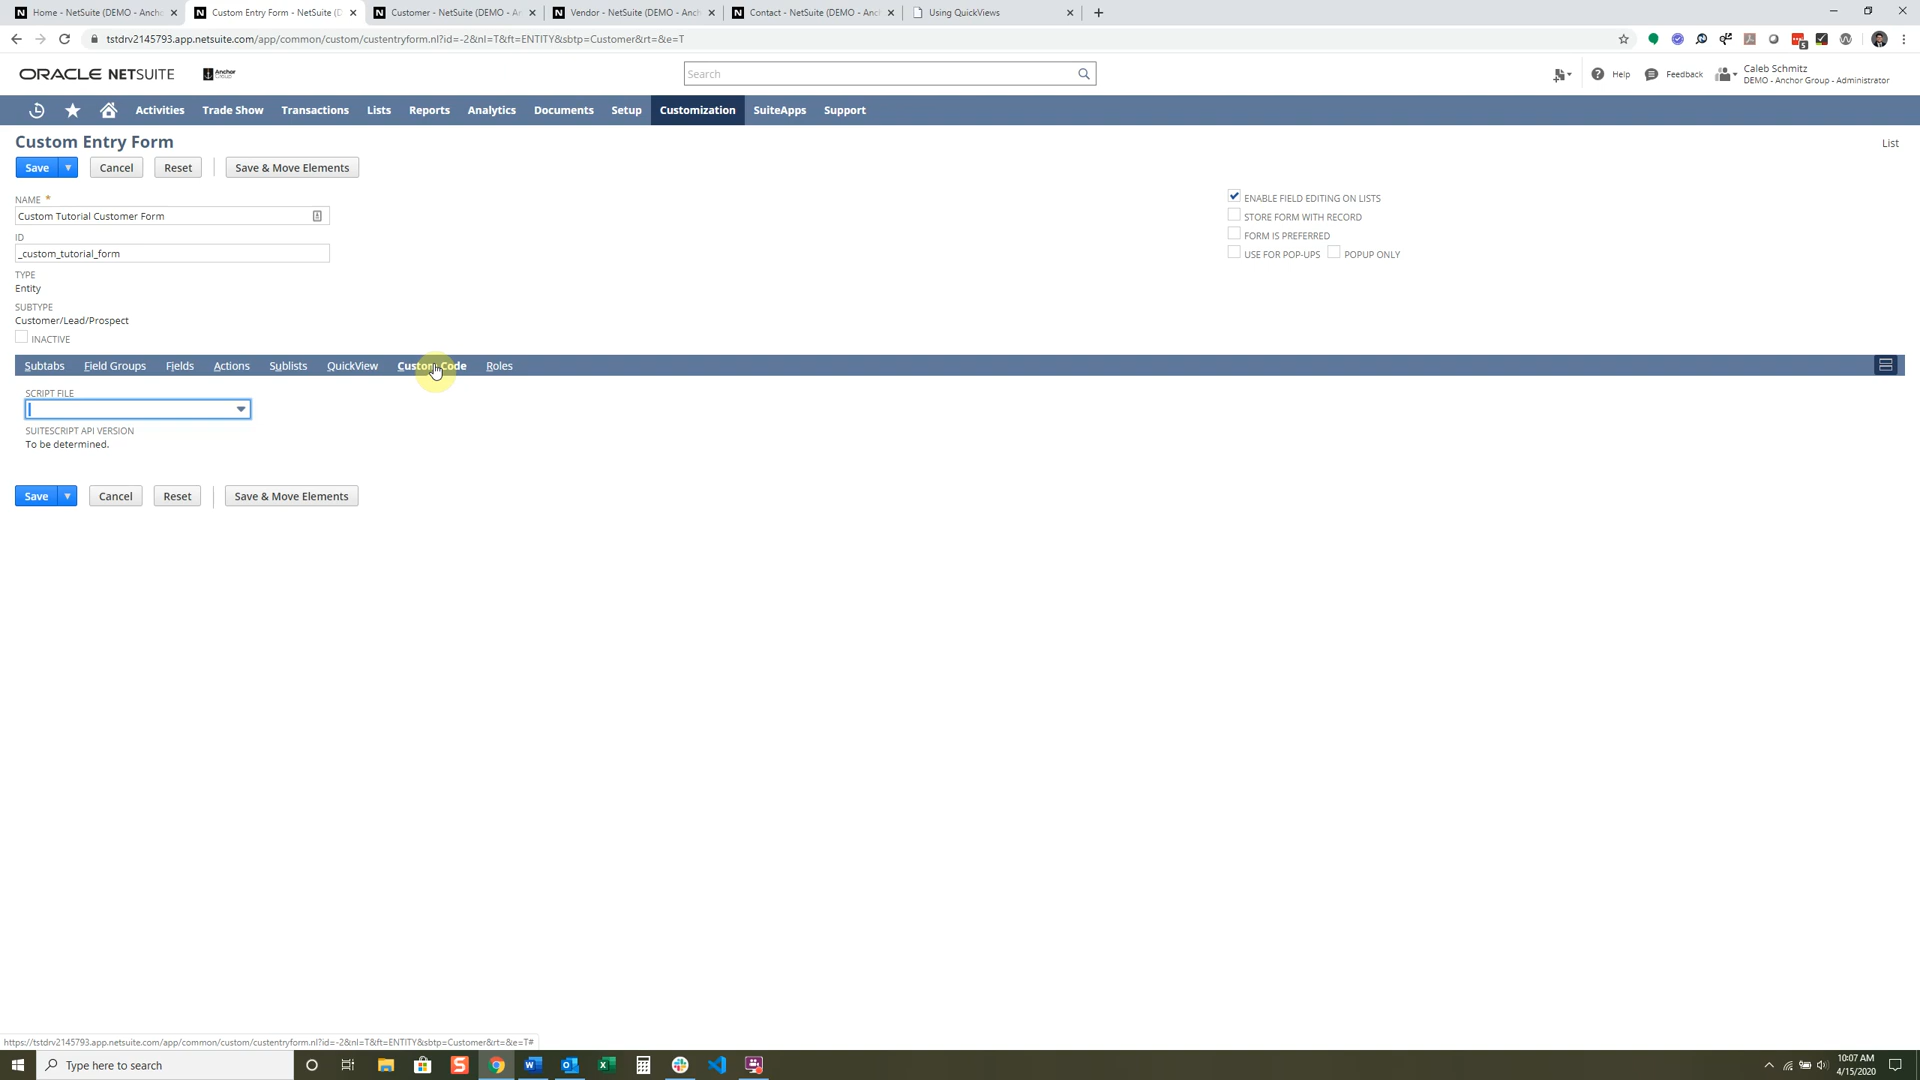 Home - NetSuite (DEMO - Ancho
Custom Entry Form - NetSuite (D
Customer - NetSuite (DEMO - An
Vendor - NetSuite (DEMO - Anch
Contact - NetSuite (DEMO - Anc
Using QuickViews
tstdrv2145793.app.netsuite.com/app/common/custom/custentryform.nl?id=-2&nl=T&ft=ENTITY&sbtp=Customer&rt=&e=T
5
ORACLE NETSUITE
Anchor Group
Search
Help
Feedback
Caleb Schmitz
DEMO - Anchor Group - Administrator
Activities Trade Show Transactions Lists Reports Analytics Documents Setup Customization SuiteApps Support
Custom Entry Form
List
Save Cancel Reset Save & Move Elements
NAME *
Custom Tutorial Customer Form
ID
_custom_tutorial_form
TYPE
Entity
SUBTYPE
Customer/Lead/Prospect
INACTIVE
ENABLE FIELD EDITING ON LISTS
STORE FORM WITH RECORD
FORM IS PREFERRED
USE FOR POP-UPS POPUP ONLY
Subtabs Field Groups Fields Actions Sublists QuickView Custom Code Roles
SCRIPT FILE
SUITESCRIPT API VERSION
To be determined.
Save Cancel Reset Save & Move Elements
https://tstdrv2145793.app.netsuite.com/app/common/custom/custentryform.nl?id=-2&nl=T&ft=ENTITY&sbtp=Customer&rt=&e=T#
Type here to search
10:07 AM
4/15/2020